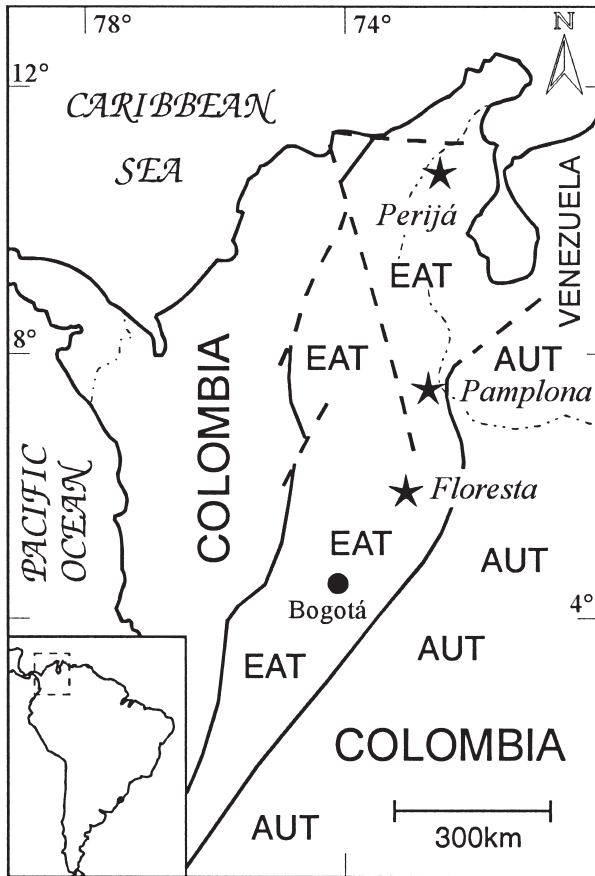 78°
74°
N
12°
CARIBBEAN
SEA
Perijá
VENEZUELA
EAT
8°
EAT
AUT
Pamplona
COLOMBIA
PACIFIC
OCEAN
Floresta
EAT
AUT
Bogotá
4°
EAT
AUT
COLOMBIA
AUT
300km